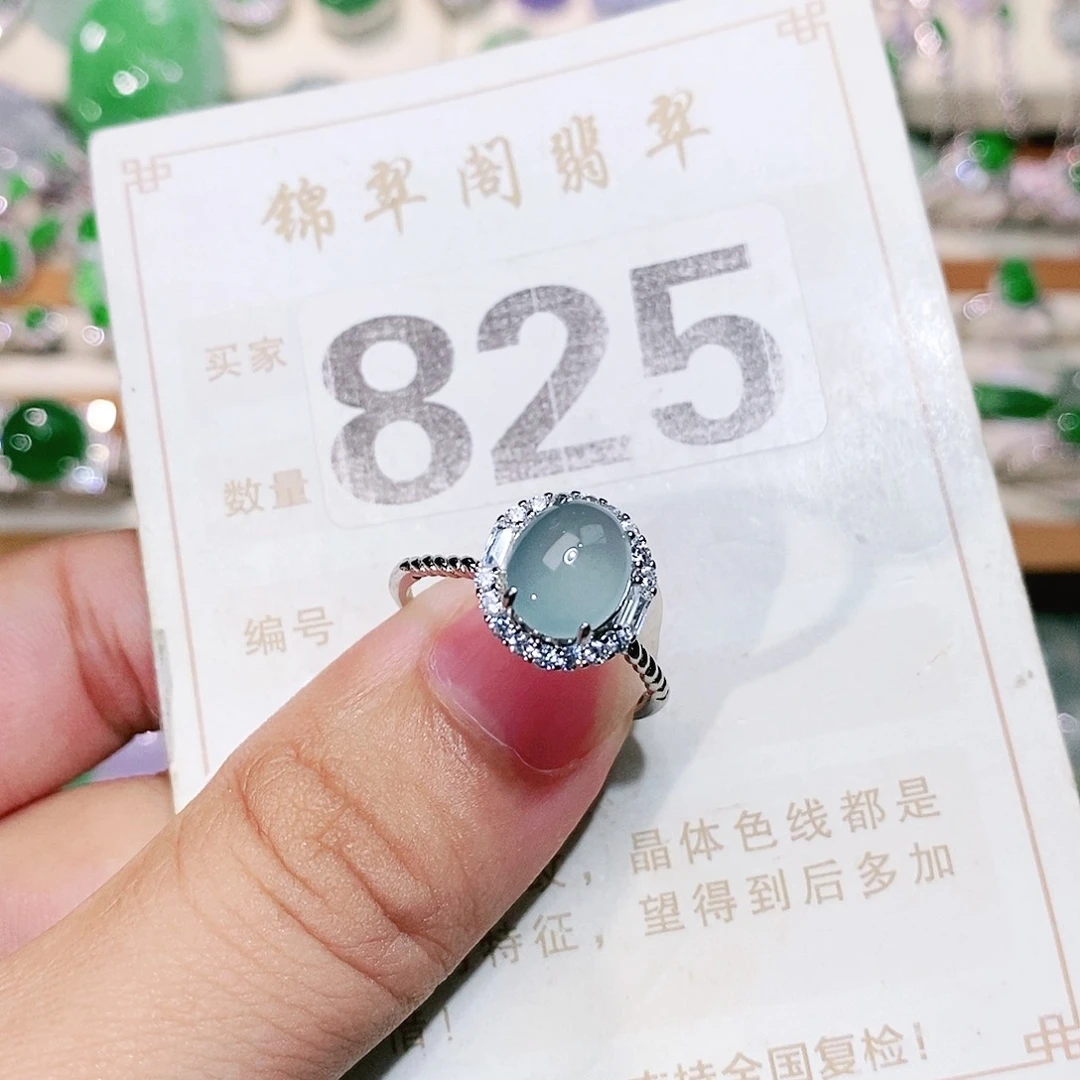 锦翠阁翡翠
825
买家
数量
编号
，晶体色线都是
特征，望得到后多加
！
支持全国复检！